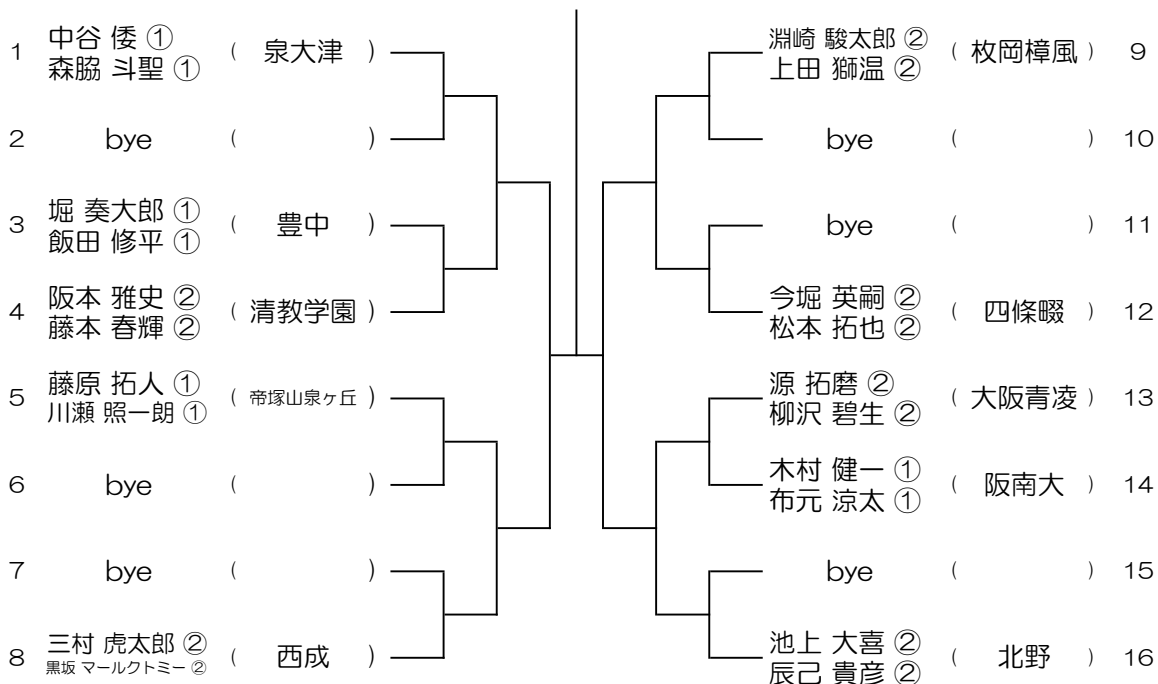 1 中谷 倭 ① ( 泉大津 )
森脇 斗聖 ①
2 bye ( )
3 堀 奏大郎 ① ( 豊中 )
飯田 修平 ①
4 阪本 雅史 ② ( 清教学園 )
藤本 春輝 ②
5 藤原 拓人 ① ( 帝塚山泉ヶ丘 )
川瀬 照一朗 ①
6 bye ( )
7 bye ( )
8 三村 虎太郎 ② ( 西成 )
黒坂 マールクトミー ②
淵崎 駿太郎 ② ( 枚岡樟風 ) 9
上田 獅温 ②
bye ( ) 10
bye ( ) 11
今堀 英嗣 ② ( 四條畷 ) 12
松本 拓也 ②
源 拓磨 ② ( 大阪青凌 ) 13
柳沢 碧生 ②
木村 健一 ① ( 阪南大 ) 14
布元 涼太 ①
bye ( ) 15
池上 大喜 ② ( 北野 ) 16
辰己 貴彦 ②